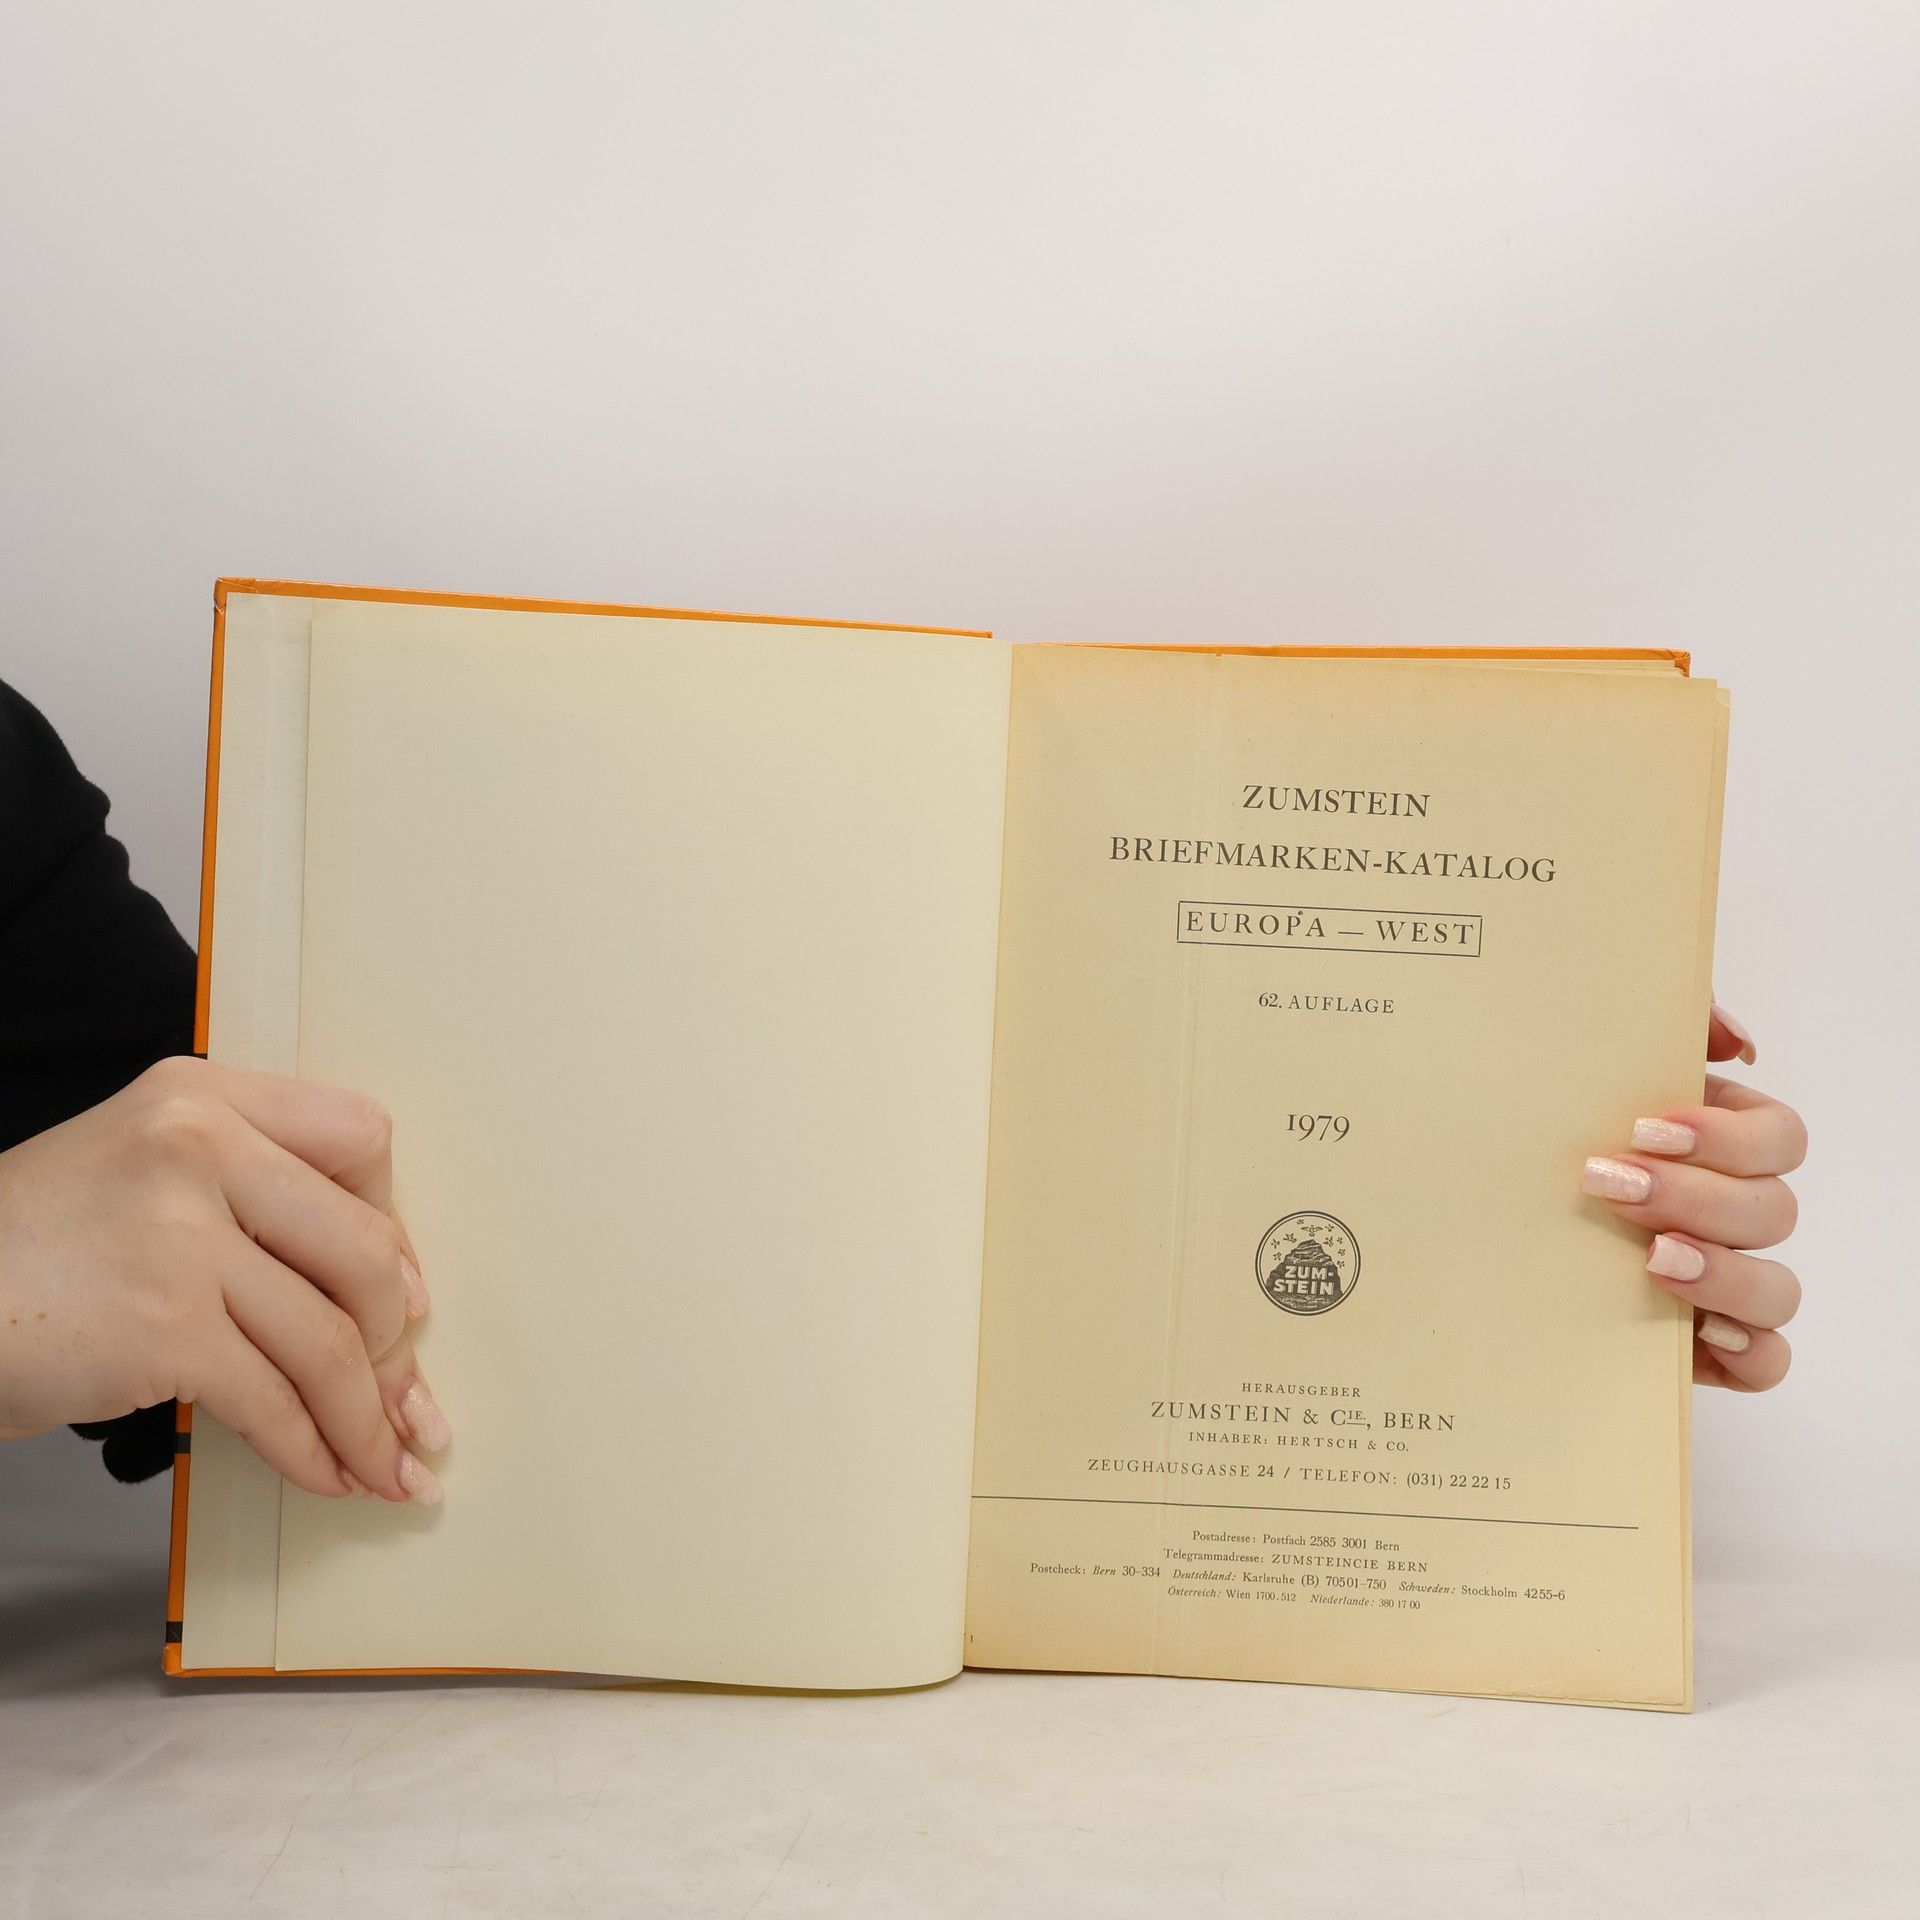 ZUMSTEIN
BRIEFMARKEN-KATALOG
EUROPA — WEST
62. AUFLAGE
1979
ZUM-
STEIN
HERAUSGEBER
ZUMSTEIN & CIE., BERN
INHABER: HERTSCH & CO.
ZEUGHAUSGASSE 24 / TELEFON: (031) 22 22 15
Postadresse: Postfach 2585 3001 Bern
Telegrammadresse: ZUMSTEINCIE BERN
Postcheck: Bern 30–334 Deutschland: Karlsruhe (B) 70501–750 Schweden: Stockholm 4255-6
Österreich: Wien 1700.512 Niederlande: 380 17 00
1